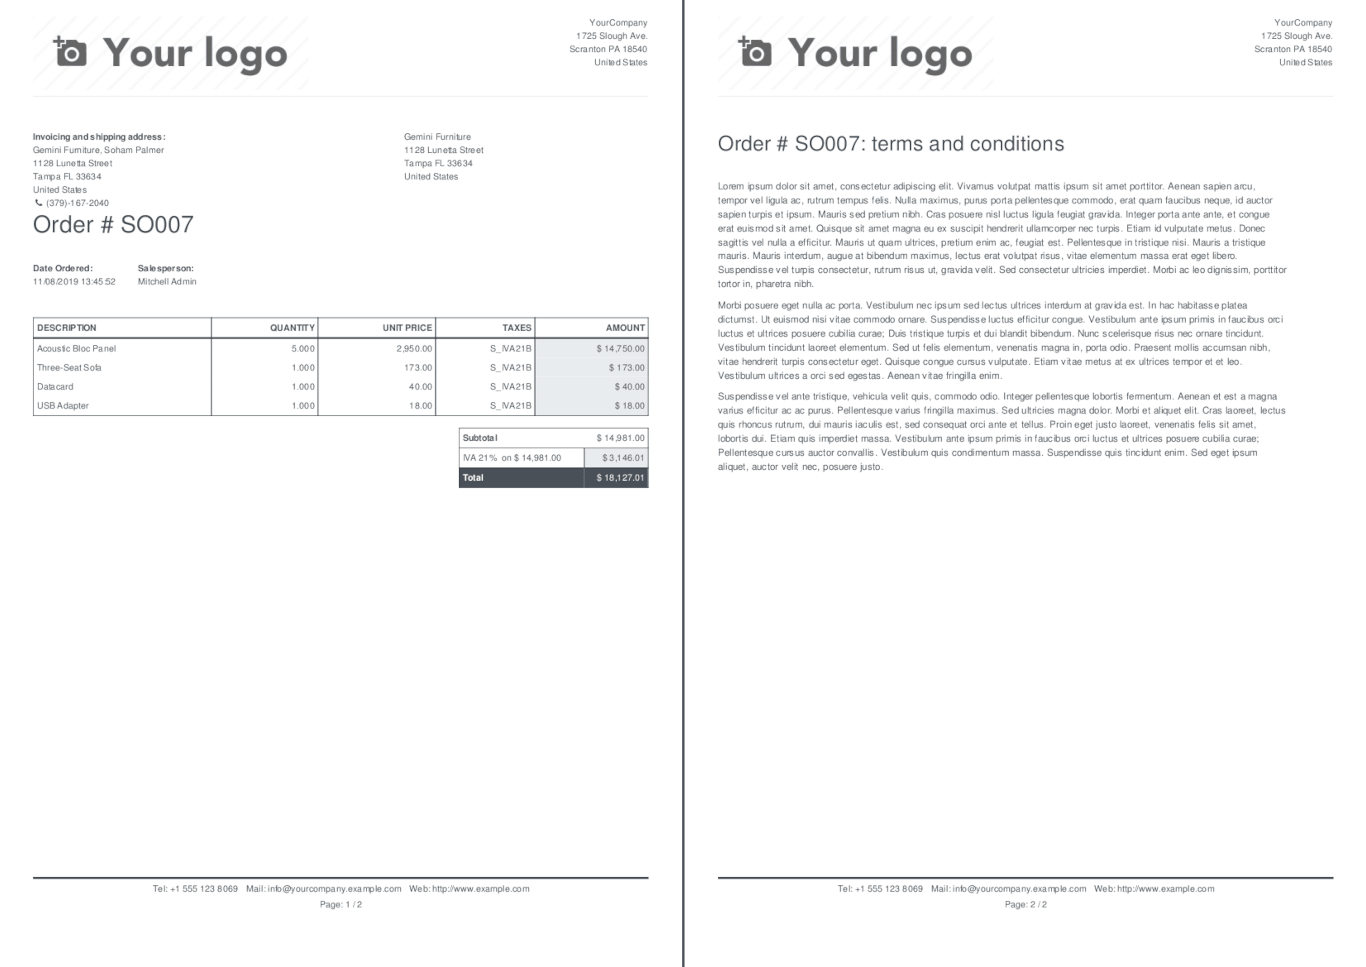 Your logo
YourCompany
1725 Slough Ave.
Scranton PA 18540
United States
Invoicing and shipping address:
Gemini Furniture, Soham Palmer
1128 Lunetta Street
Tampa FL 33634
United States
(379)-167-2040
Gemini Furniture
1128 Lunetta Street
Tampa FL 33634
United States
Order # SO007
Date Ordered: Salesperson:
11/08/2019 13:45:52 Mitchell Admin
DESCRIPTION QUANTITY UNIT PRICE TAXES AMOUNT
Acoustic Bloc Panel 5.000 2,950.00 S_IVA21B $ 14,750.00
Three-Seat Sofa 1.000 173.00 S_IVA21B $ 173.00
Datacard 1.000 40.00 S_IVA21B $ 40.00
USB Adapter 1.000 18.00 S_IVA21B $ 18.00
Subtotal $ 14,981.00
IVA 21% on $ 14,981.00 $ 3,146.01
Total $ 18,127.01
Tel: +1 555 123 8069 Mail: info@yourcompany.example.com Web: http://www.example.com
Page: 1 / 2
Your logo
YourCompany
1725 Slough Ave.
Scranton PA 18540
United States
Order # SO007: terms and conditions
Lorem ipsum dolor sit amet, consectetur adipiscing elit. Vivamus volutpat mattis ipsum sit amet porttitor. Aenean sapien arcu,
tempor vel ligula ac, rutrum tempus felis. Nulla maximus, purus porta pellentesque commodo, erat quam faucibus neque, id auctor
sapien turpis et ipsum. Mauris sed pretium nibh. Cras posuere nisl luctus ligula feugiat gravida. Integer porta ante ante, et congue
erat euismod sit amet. Quisque sit amet magna eu ex suscipit hendrerit ullamcorper nec turpis. Etiam id vulputate metus. Donec
sagittis vel nulla a efficitur. Mauris ut quam ultrices, pretium enim ac, feugiat est. Pellentesque in tristique nisi. Mauris a tristique
mauris. Mauris interdum, augue at bibendum maximus, lectus erat volutpat risus, vitae elementum massa erat eget libero.
Suspendisse vel turpis consectetur, rutrum risus ut, gravida velit. Sed consectetur ultricies imperdiet. Morbi ac leo dignissim, porttitor
tortor in, pharetra nibh.
Morbi posuere eget nulla ac porta. Vestibulum nec ipsum sed lectus ultrices interdum at gravida est. In hac habitasse platea
dictumst. Ut euismod nisi vitae commodo ornare. Suspendisse luctus efficitur congue. Vestibulum ante ipsum primis in faucibus orci
luctus et ultrices posuere cubilia curae; Duis tristique turpis et dui blandit bibendum. Nunc scelerisque risus nec ornare tincidunt.
Vestibulum tincidunt laoreet elementum. Sed ut felis elementum, venenatis magna in, porta odio. Praesent mollis accumsan nibh,
vitae hendrerit turpis consectetur eget. Quisque congue cursus vulputate. Etiam vitae metus at ex ultrices tempor et et leo.
Vestibulum ultrices a orci sed egestas. Aenean vitae fringilla enim.
Suspendisse vel ante tristique, vehicula velit quis, commodo odio. Integer pellentesque lobortis fermentum. Aenean et est a magna
varius efficitur ac ac purus. Pellentesque varius fringilla maximus. Sed ultricies magna dolor. Morbi et aliquet elit. Cras laoreet, lectus
quis rhoncus rutrum, dui mauris iaculis est, sed consequat orci ante et tellus. Proin eget justo laoreet, venenatis felis sit amet,
lobortis dui. Etiam quis imperdiet massa. Vestibulum ante ipsum primis in faucibus orci luctus et ultrices posuere cubilia curae;
Pellentesque cursus auctor convallis. Vestibulum quis condimentum massa. Suspendisse quis tincidunt enim. Sed eget ipsum
aliquet, auctor velit nec, posuere justo.
Tel: +1 555 123 8069 Mail: info@yourcompany.example.com Web: http://www.example.com
Page: 2 / 2